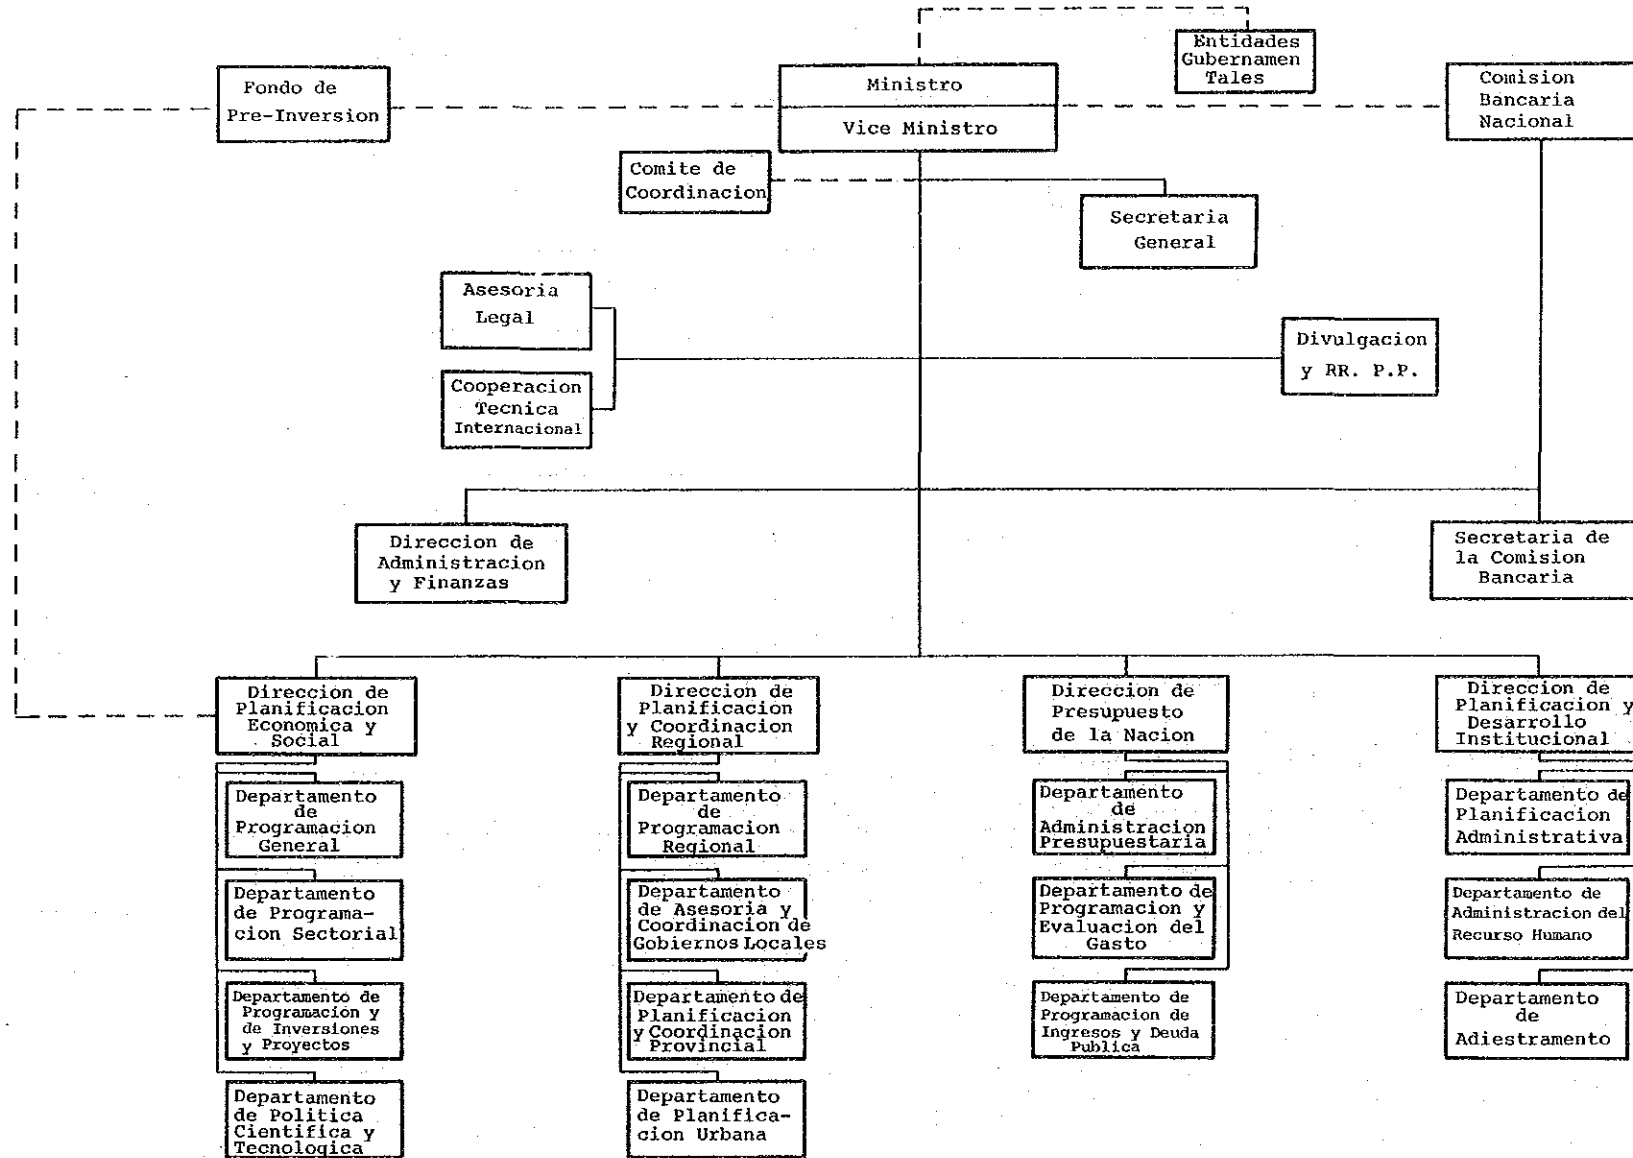 Entidades
Gubernamen
Tales
Fondo de
Pre-Inversion
Ministro
Vice Ministro
Comision
Bancaria
Nacional
Comite de
Coordinacion
Secretaria
General
Asesoria
Legal
Divulgacion
y RR. P.P.
Cooperacion
Tecnica
Internacional
Direccion de
Administracion
y Finanzas
Secretaria de
la Comision
Bancaria
Direccion de
Planificacion
Economica y
Social
Direccion de
Planificacion
y Coordinacion
Regional
Direccion de
Presupuesto
de la Nacion
Direccion de
Planificacion y
Desarrollo
Institucional
Departamento
de
Programacion
General
Departamento
de
Programacion
Regional
Departamento
de
Administracion
Presupuestaria
Departamento de
Planificacion
Administrativa
Departamento
de Programa-
cion Sectorial
Departamento
de Asesoria y
Coordinacion de
Gobiernos Locales
Departamento de
Programacion y
Evaluacion del
Gasto
Departamento de
Administracion del
Recurso Humano
Departamento de
Programación y
de Inversiones
y Proyectos
Departamento de
Planificacion
y Coordinacion
Provincial
Departamento de
Programacion de
Ingresos y Deuda
Publica
Departamento
de
Adiestramento
Departamento
de Politica
Cientifica y
Tecnologica
Departamento
de Planifica-
cion Urbana